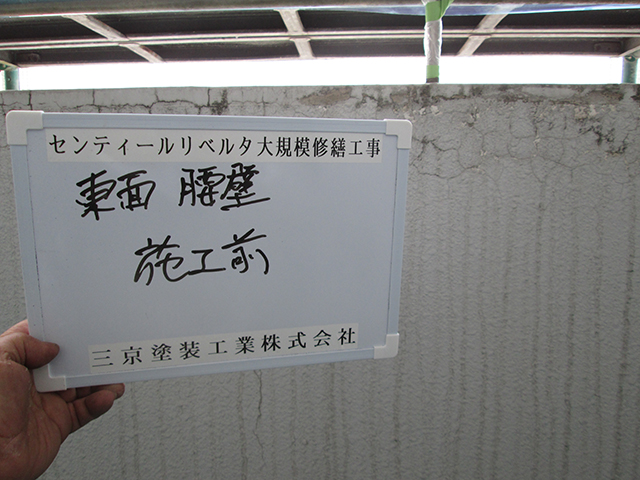 センティールリベルタ大規模修繕工事
東面 腰壁
施工前
三京塗装工業株式会社